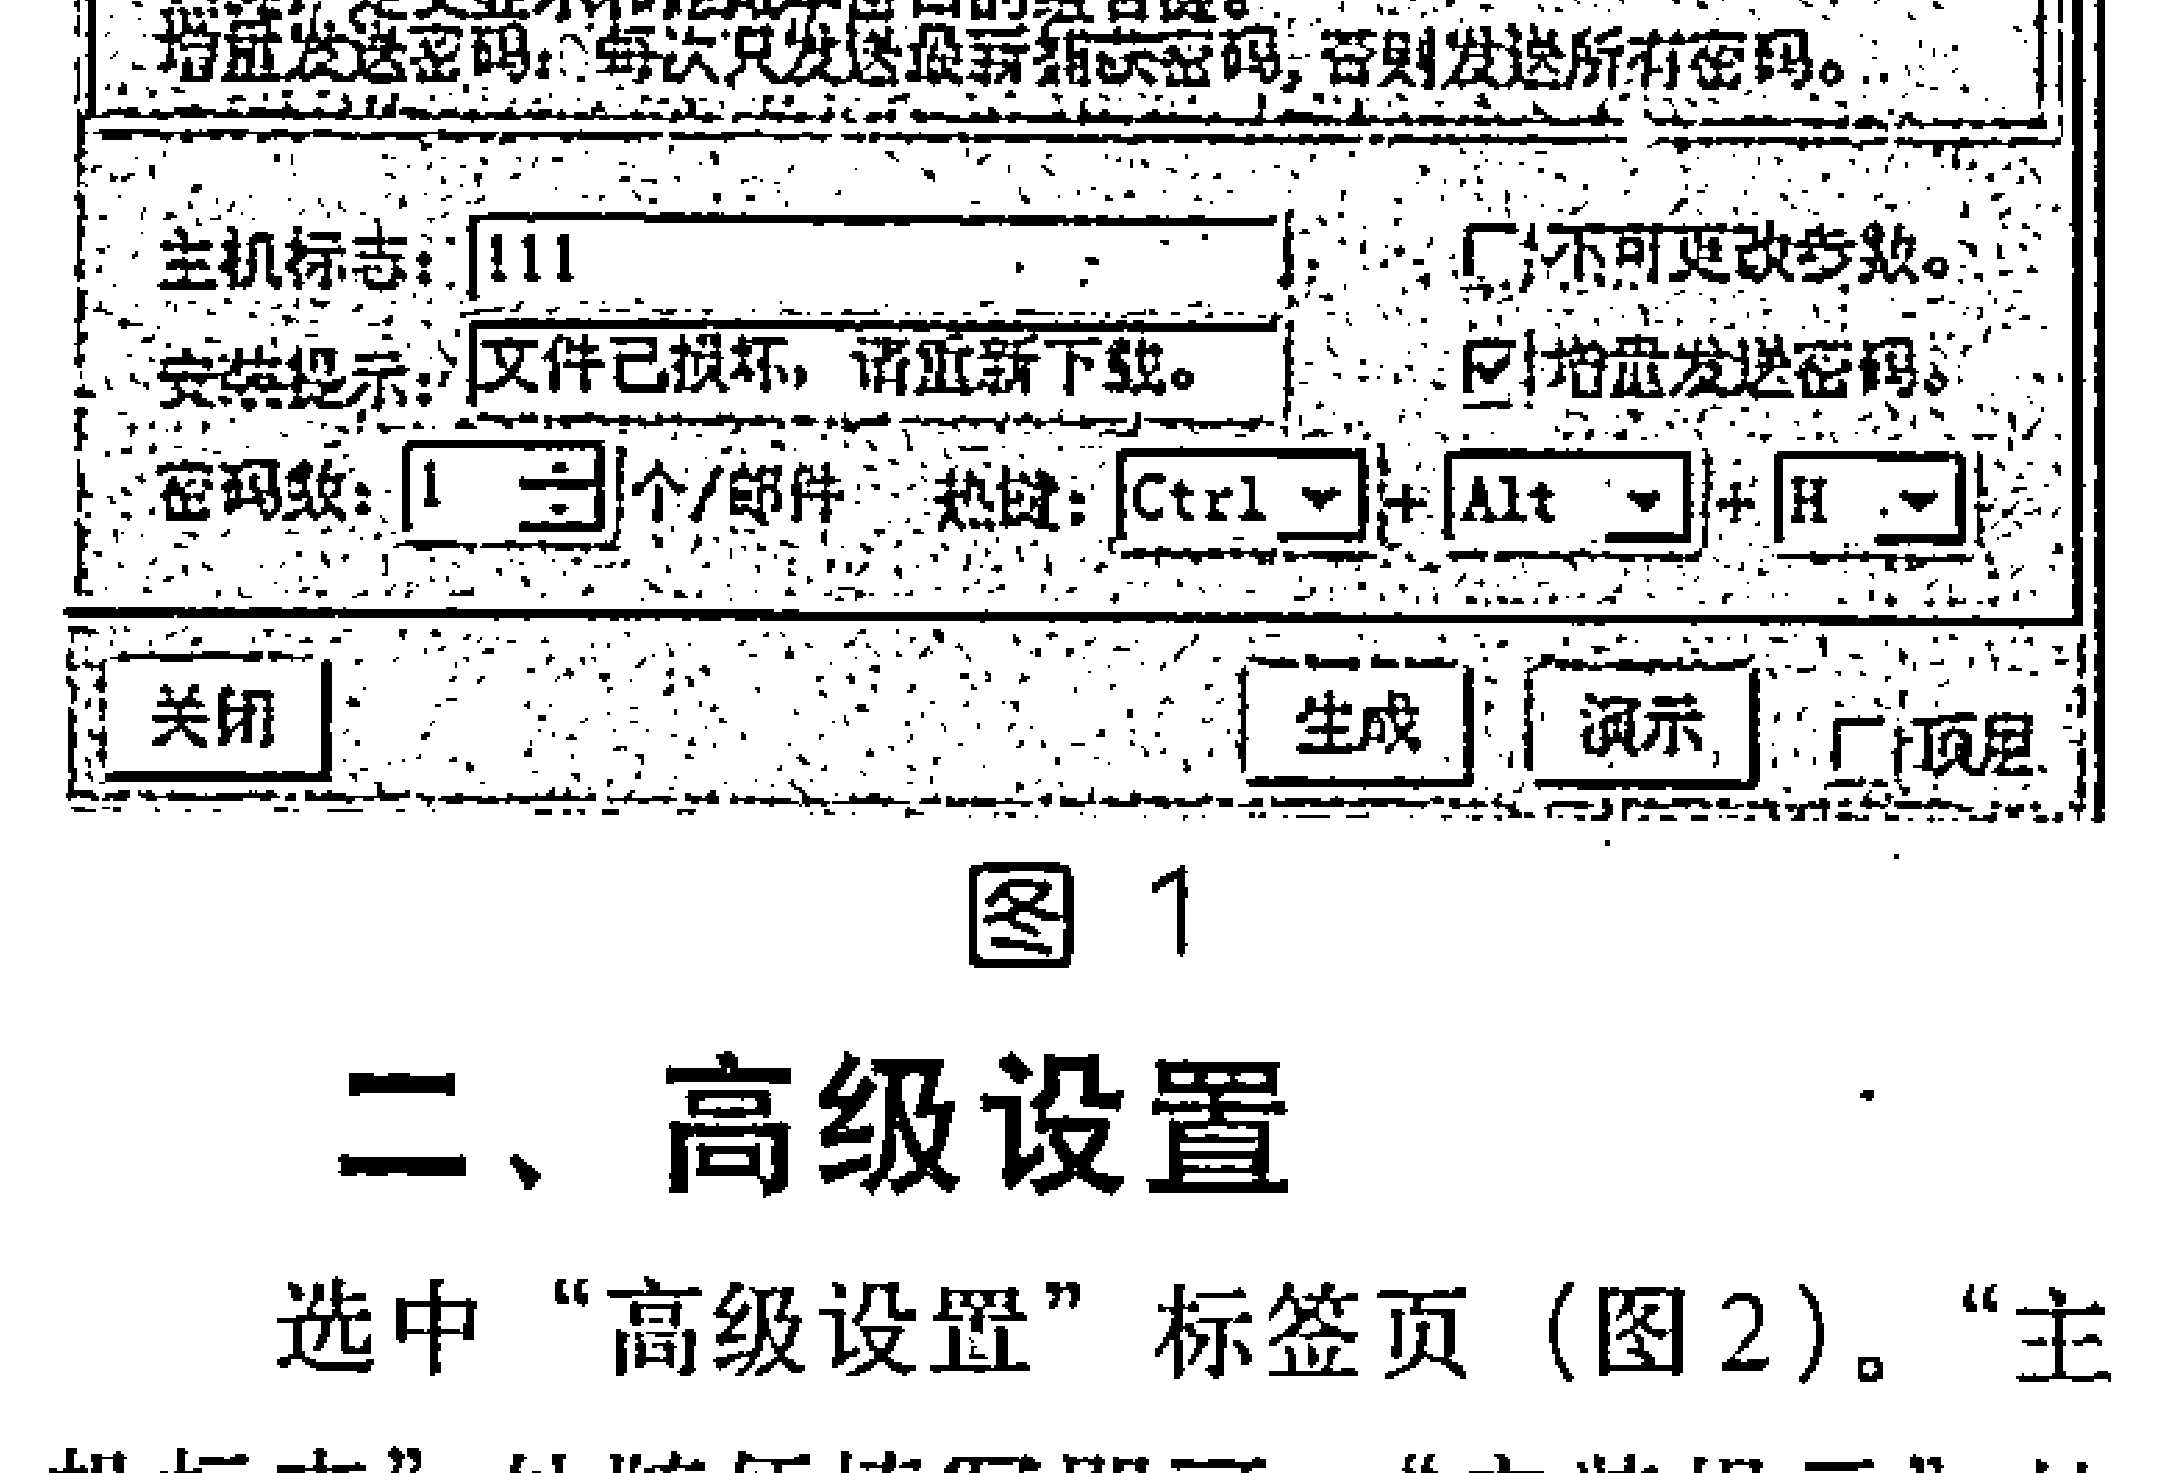 增量发送密码:每次只发送最新指定密码,否则发送所有密码。
主机标志: 111 不可更改参数。
安装提示: 文件已损坏，请重新下载。 增量发送密码。
密码数: 1 个/邮件 热键: Ctrl + Alt + H
关闭 生成 演示 顶层
图 1
二、高级设置
选中“高级设置”标签页(图2)。“主